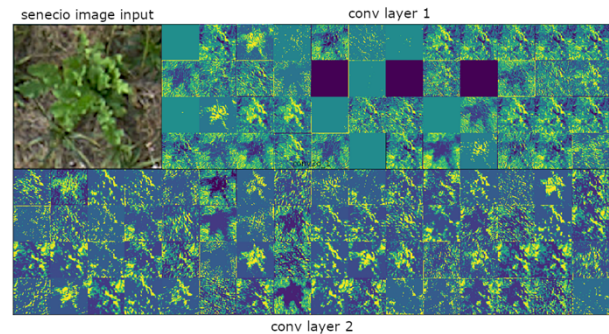 senecio image input
conv layer 1
conv layer 2